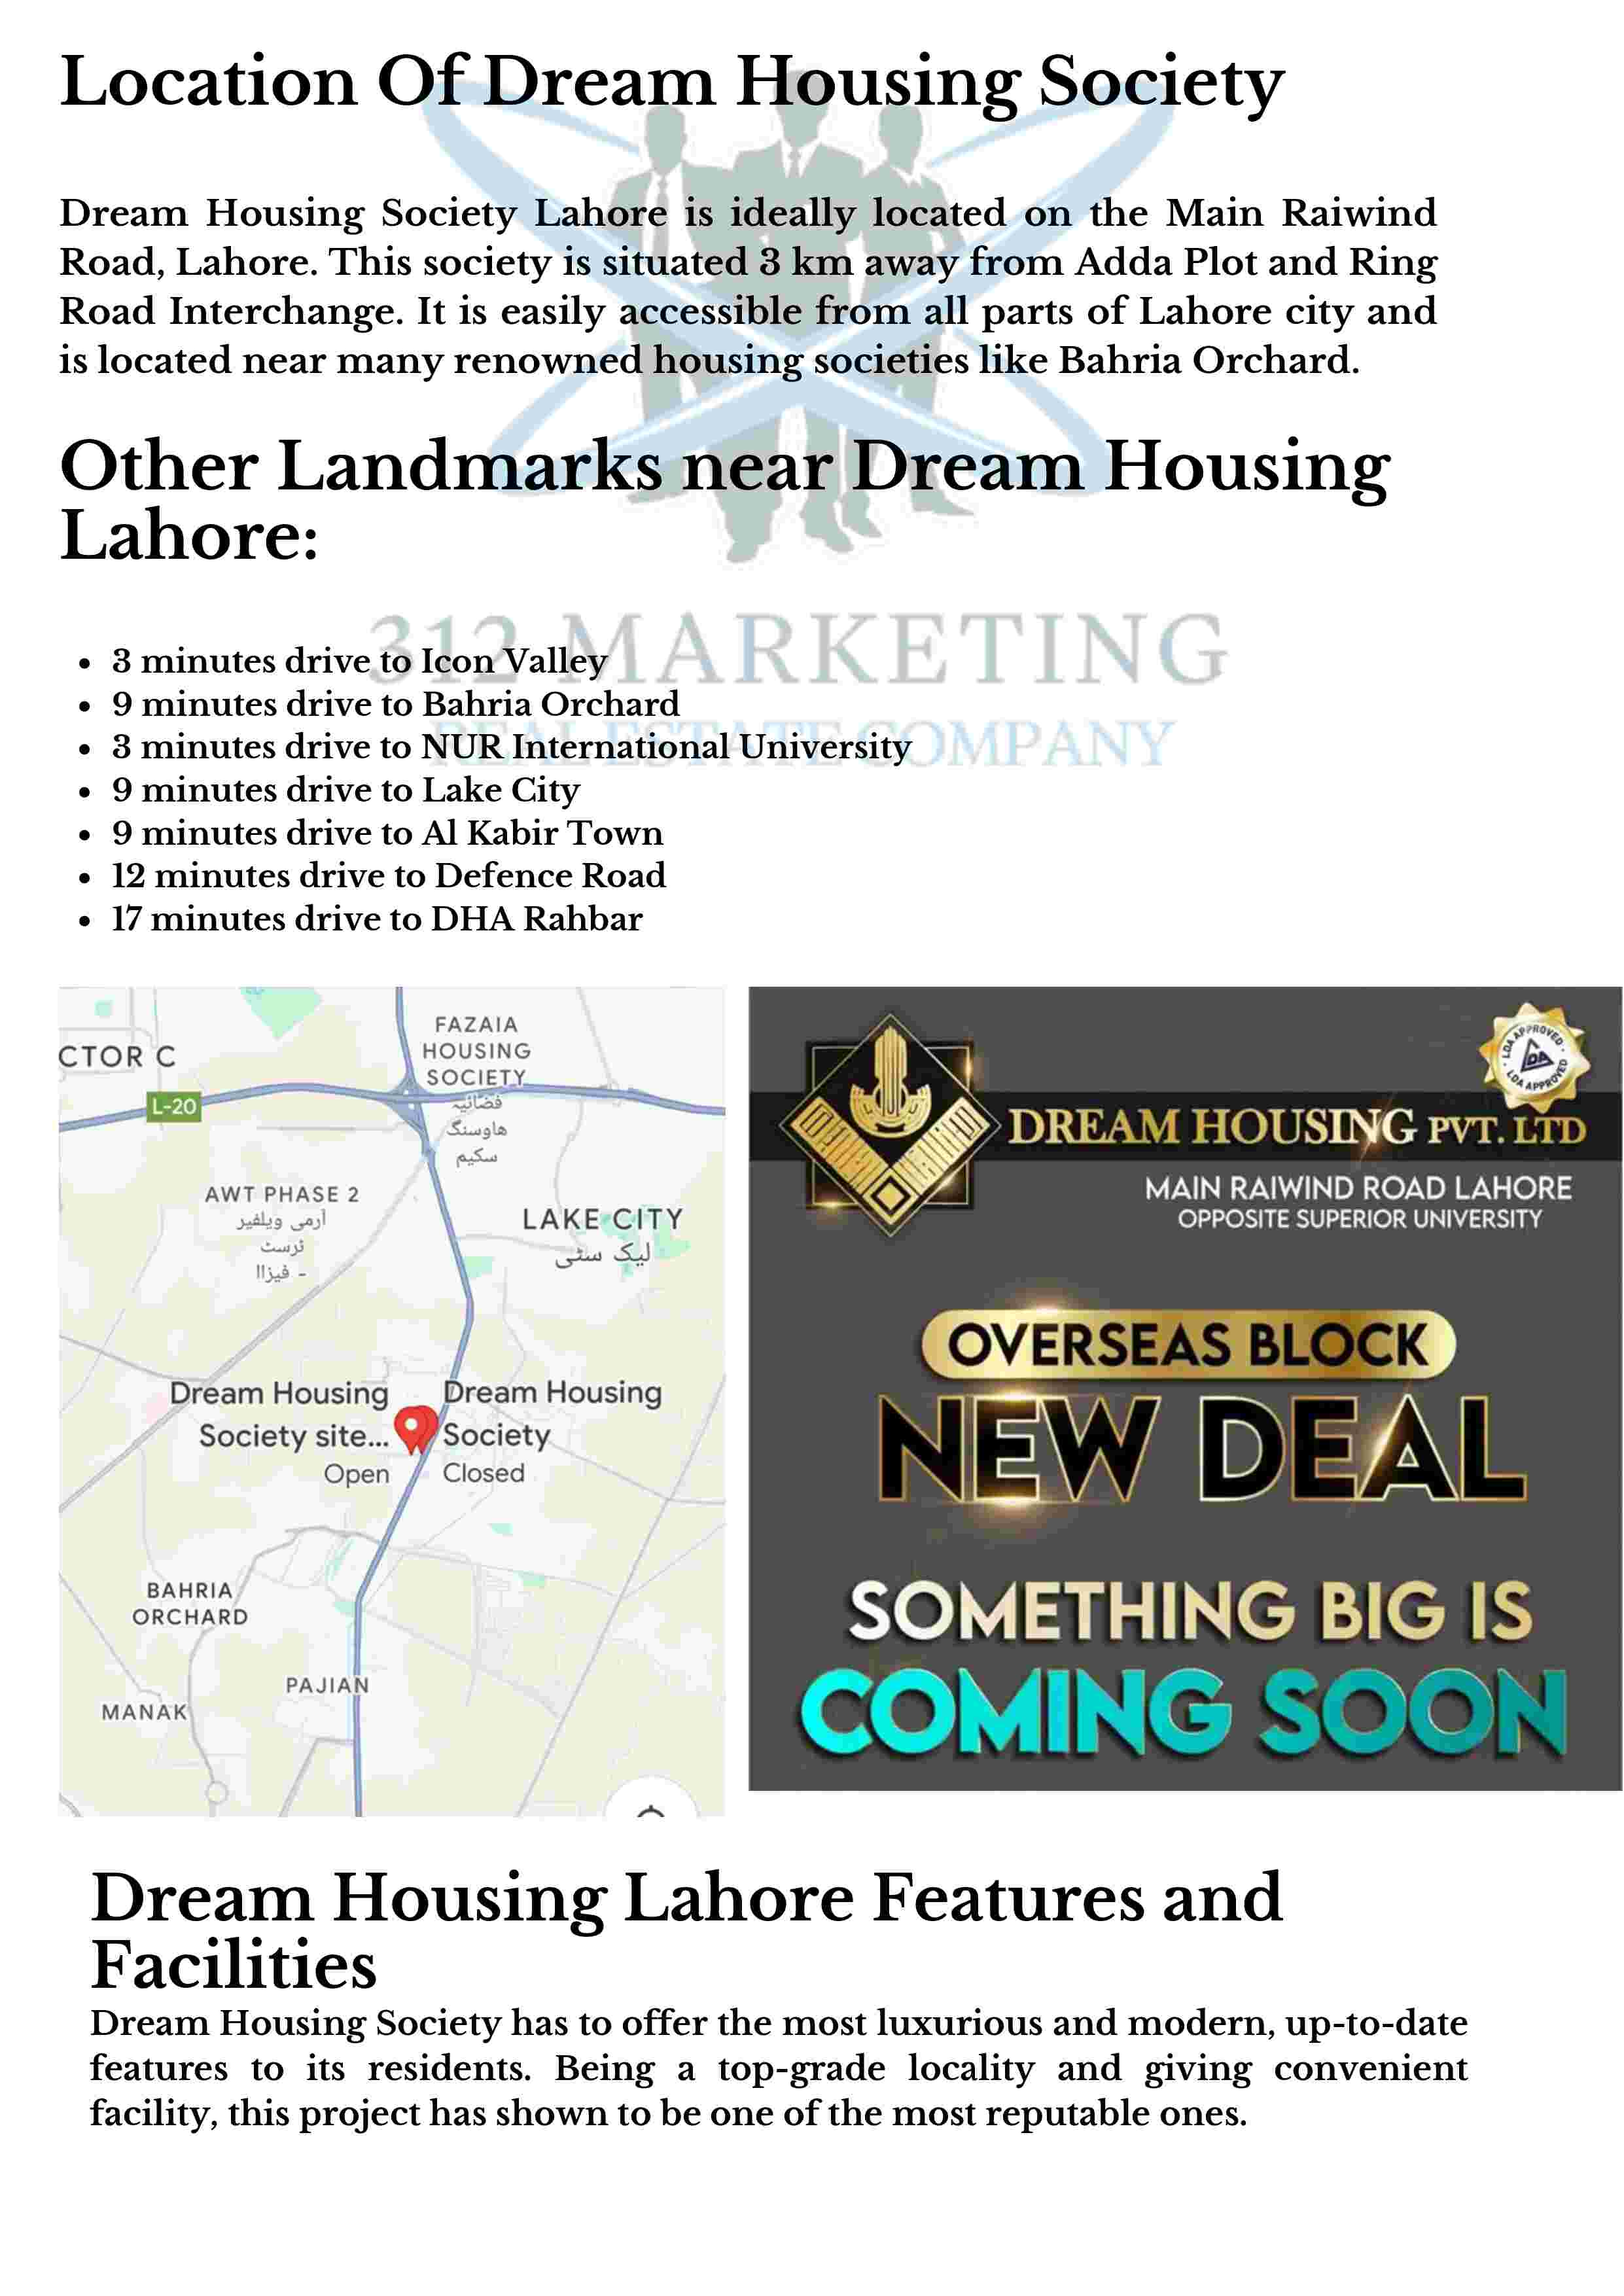 Location Of Dream Housing Society
Dream Housing Society Lahore is ideally located on the Main Raiwind
Road, Lahore. This society is situated 3 km away from Adda Plot and Ring
Road Interchange. It is easily accessible from all parts of Lahore city and
is located near many renowned housing societies like Bahria Orchard.
Other Landmarks near Dream Housing
Lahore:
312 MARKETING
REAL ESTATE COMPANY
• 3 minutes drive to Icon Valley
• 9 minutes drive to Bahria Orchard
• 3 minutes drive to NUR International University
• 9 minutes drive to Lake City
• 9 minutes drive to Al Kabir Town
• 12 minutes drive to Defence Road
• 17 minutes drive to DHA Rahbar
CTOR C
FAZAIA
HOUSING
SOCIETY
فضائیہ
هاوسنگ
سکیم
L-20
AWT PHASE 2
آرمی ویلفیر
ٹرسٹ
- فیزاا
LAKE CITY
لیک سٹی
Dream Housing
Society site...
Open
Dream Housing
Society
Closed
BAHRIA
ORCHARD
PAJIAN
MANAK
LDA APPROVED
LDA
LDA APPROVED
DREAM HOUSING PVT. LTD
MAIN RAIWIND ROAD LAHORE
OPPOSITE SUPERIOR UNIVERSITY
OVERSEAS BLOCK
NEW DEAL
SOMETHING BIG IS
COMING SOON
Dream Housing Lahore Features and
Facilities
Dream Housing Society has to offer the most luxurious and modern, up-to-date
features to its residents. Being a top-grade locality and giving convenient
facility, this project has shown to be one of the most reputable ones.